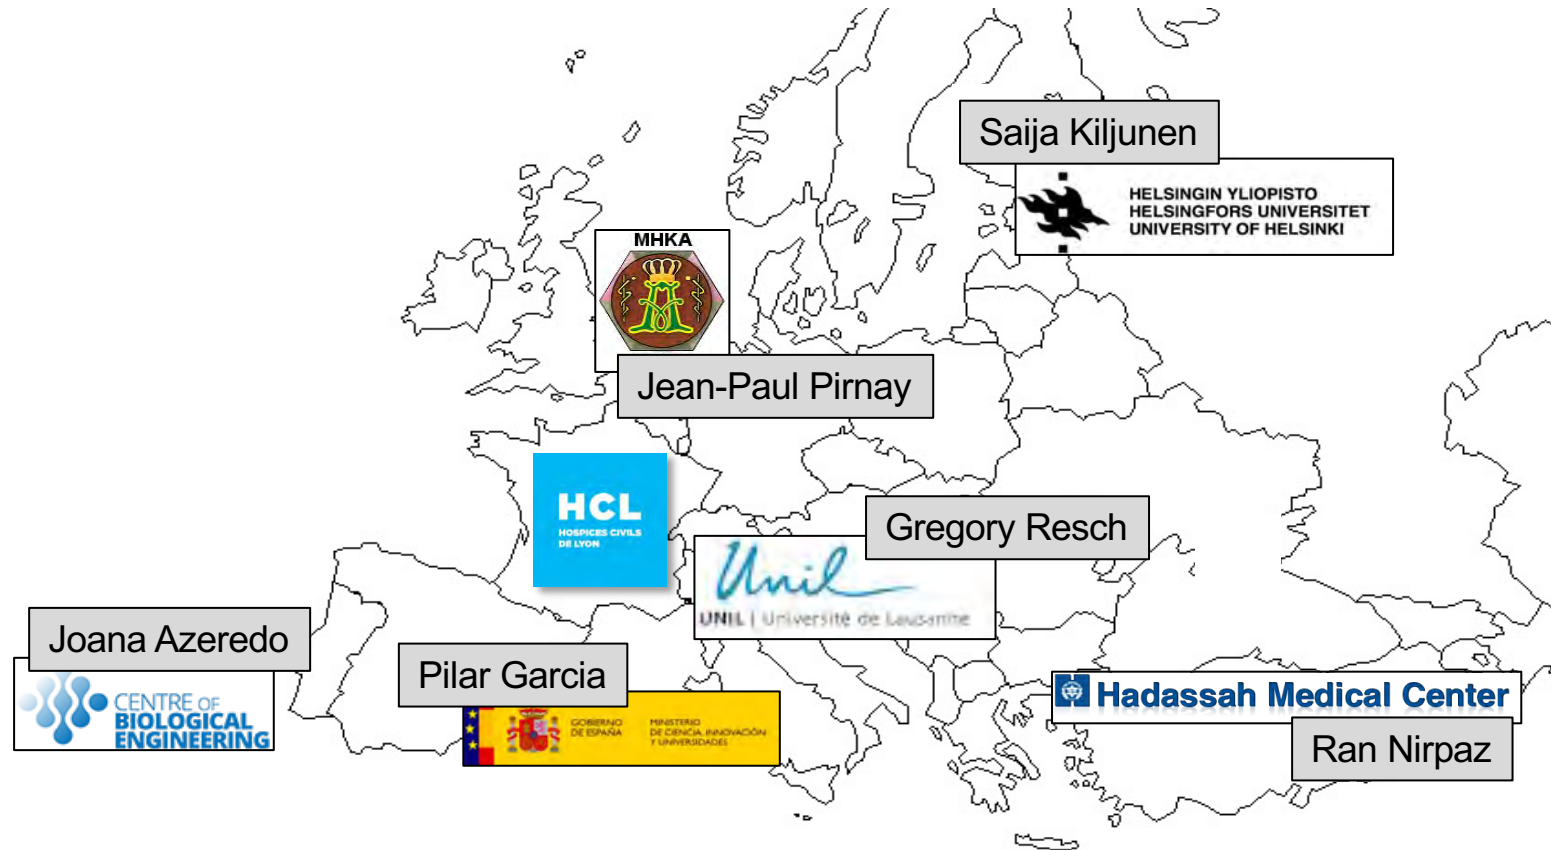 Saija Kiljunen
HELSINGIN YLIOPISTO
HELSINGFORS UNIVERSITET
UNIVERSITY OF HELSINKI
MHKA
Jean-Paul Pirnay
HCL
HOSPICES CIVILS
DE LYON
Gregory Resch
Unil
UNIL | Université de Lausanne
Joana Azeredo
CENTRE OF
BIOLOGICAL
ENGINEERING
Pilar Garcia
GOBIERNO
DE ESPAÑA
MINISTERIO
DE CIENCIA, INNOVACIÓN
Y UNIVERSIDADES
Hadassah Medical Center
Ran Nirpaz